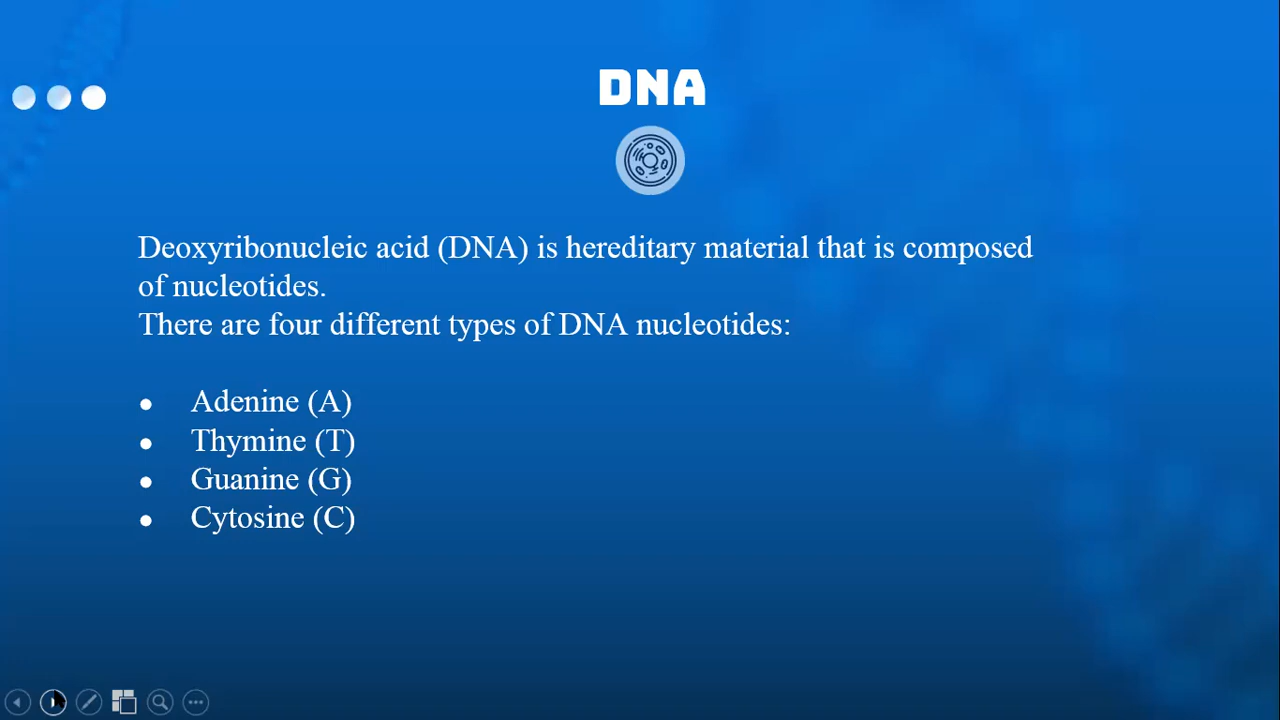 DNA
Deoxyribonucleic acid (DNA) is hereditary material that is composed
of nucleotides.
There are four different types of DNA nucleotides:
● Adenine (A)
● Thymine (T)
● Guanine (G)
● Cytosine (C)